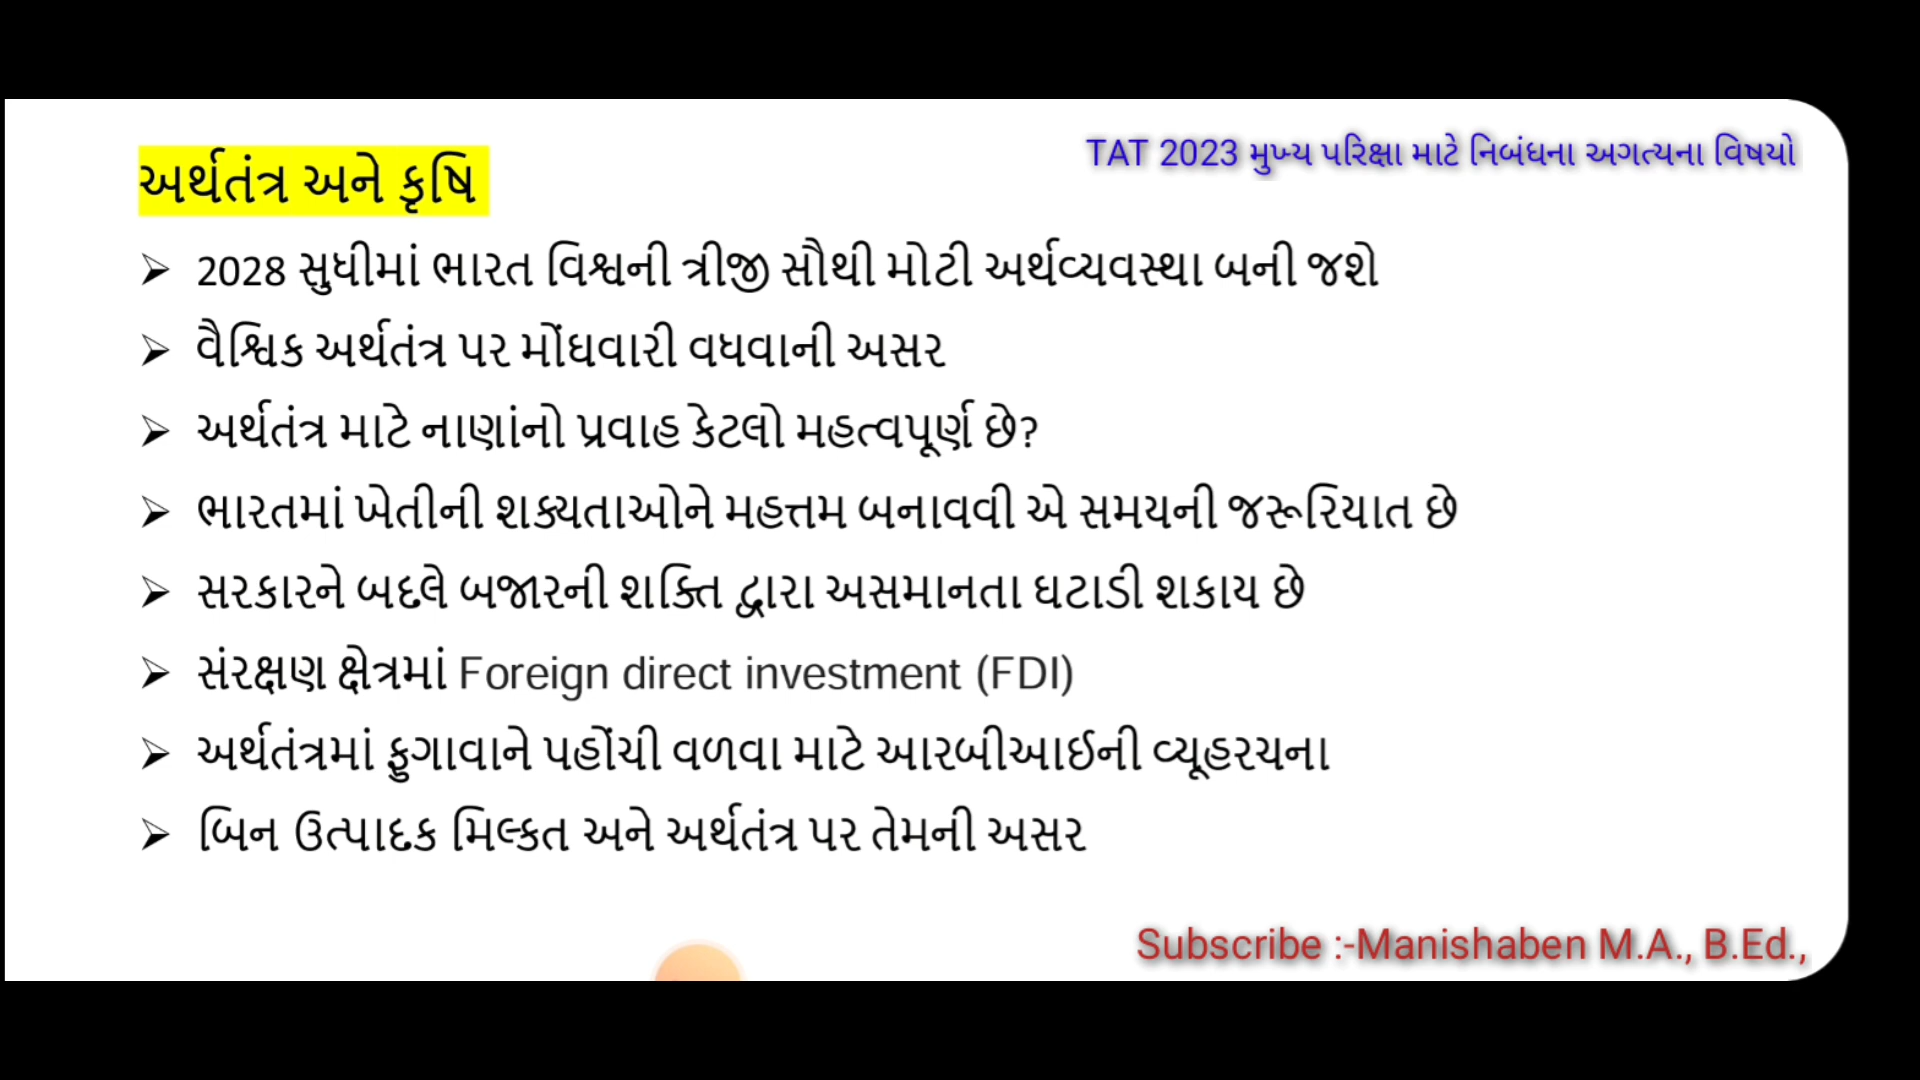 TAT 2023 મુખ્ય પરિક્ષા માટે નિબંધના અગત્યના વિષયો
અર્થતંત્ર અને કૃષિ
➢ 2028 સુધીમાં ભારત વિશ્વની ત્રીજી સૌથી મોટી અર્થવ્યવસ્થા બની જશે
➢ વૈશ્વિક અર્થતંત્ર પર મોંઘવારી વધવાની અસર
➢ અર્થતંત્ર માટે નાણાંનો પ્રવાહ કેટલો મહત્વપૂર્ણ છે?
➢ ભારતમાં ખેતીની શક્યતાઓને મહત્તમ બનાવવી એ સમયની જરૂરિયાત છે
➢ સરકારને બદલે બજારની શક્તિ દ્વારા અસમાનતા ઘટાડી શકાય છે
➢ સંરક્ષણ ક્ષેત્રમાં Foreign direct investment (FDI)
➢ અર્થતંત્રમાં ફુગાવાને પહોંચી વળવા માટે આરબીઆઈની વ્યૂહરચના
➢ બિન ઉત્પાદક મિલ્કત અને અર્થતંત્ર પર તેમની અસર
Subscribe :-Manishaben M.A., B.Ed.,